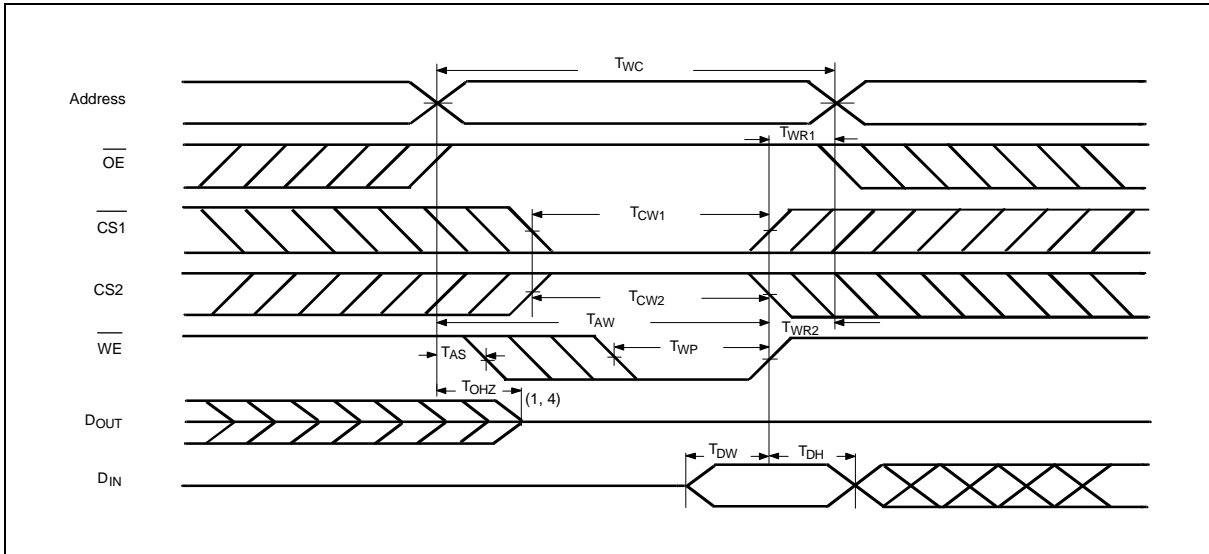 TWC
Address
TWR1
OE
TCW1
CS1
CS2
TCW2
TAW
TWR2
WE
TAS
TWP
TOHZ
(1, 4)
DOUT
TDW
TDH
DIN